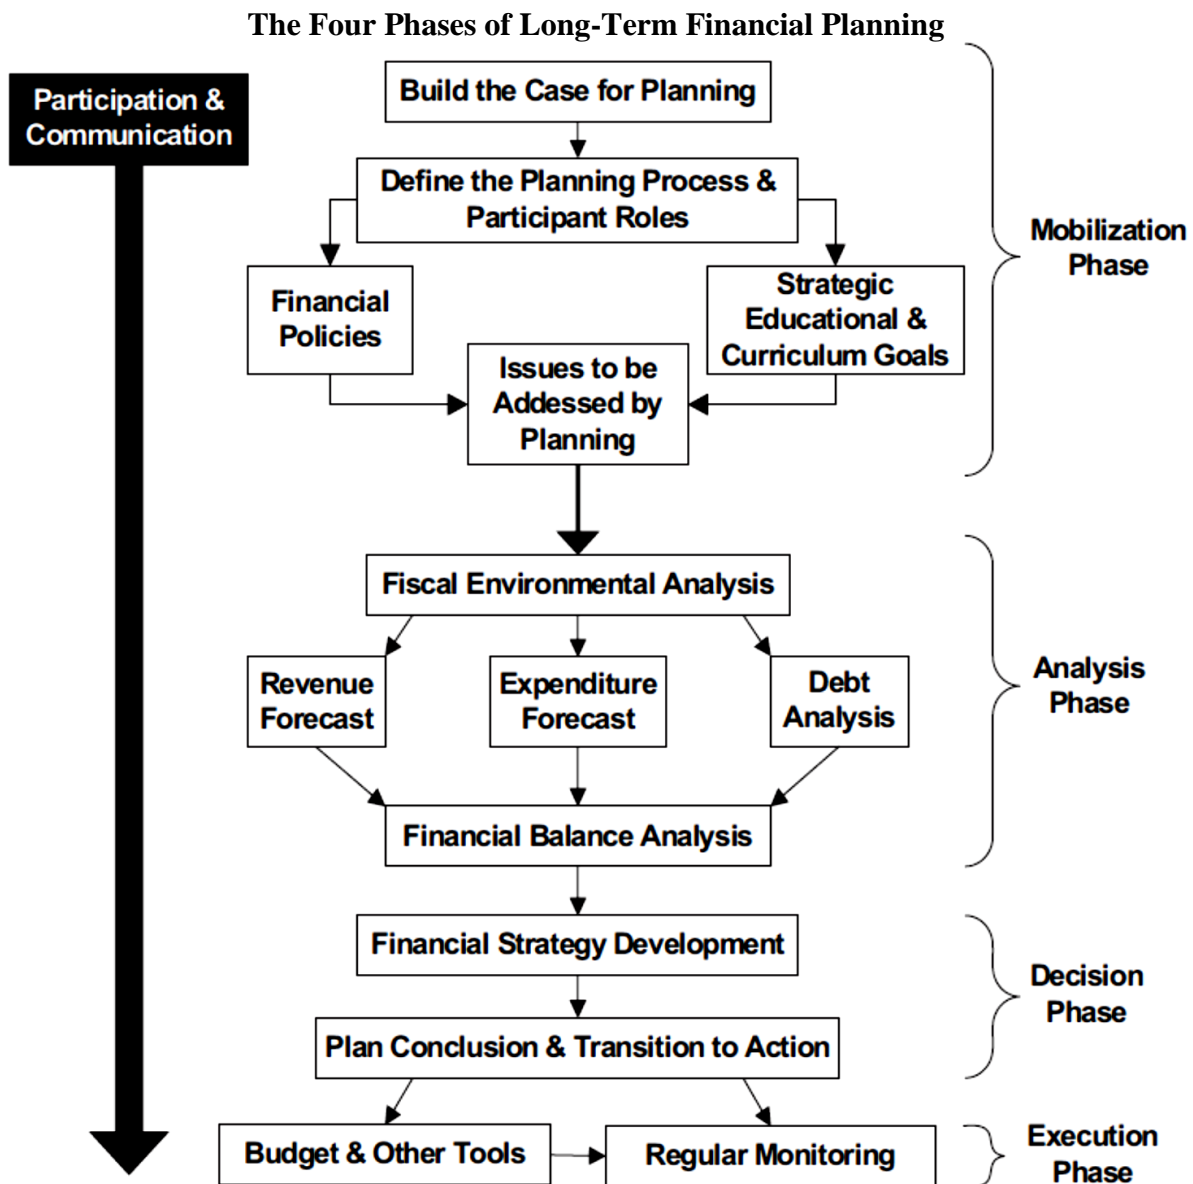 The Four Phases of Long-Term Financial Planning
Participation &
Communication
Build the Case for Planning
Define the Planning Process &
Participant Roles
Mobilization
Phase
Financial
Policies
Strategic
Educational &
Curriculum Goals
Issues to be
Addessed by
Planning
Fiscal Environmental Analysis
Revenue
Forecast
Expenditure
Forecast
Debt
Analysis
Analysis
Phase
Financial Balance Analysis
Financial Strategy Development
Decision
Phase
Plan Conclusion & Transition to Action
Budget & Other Tools
Regular Monitoring
Execution
Phase